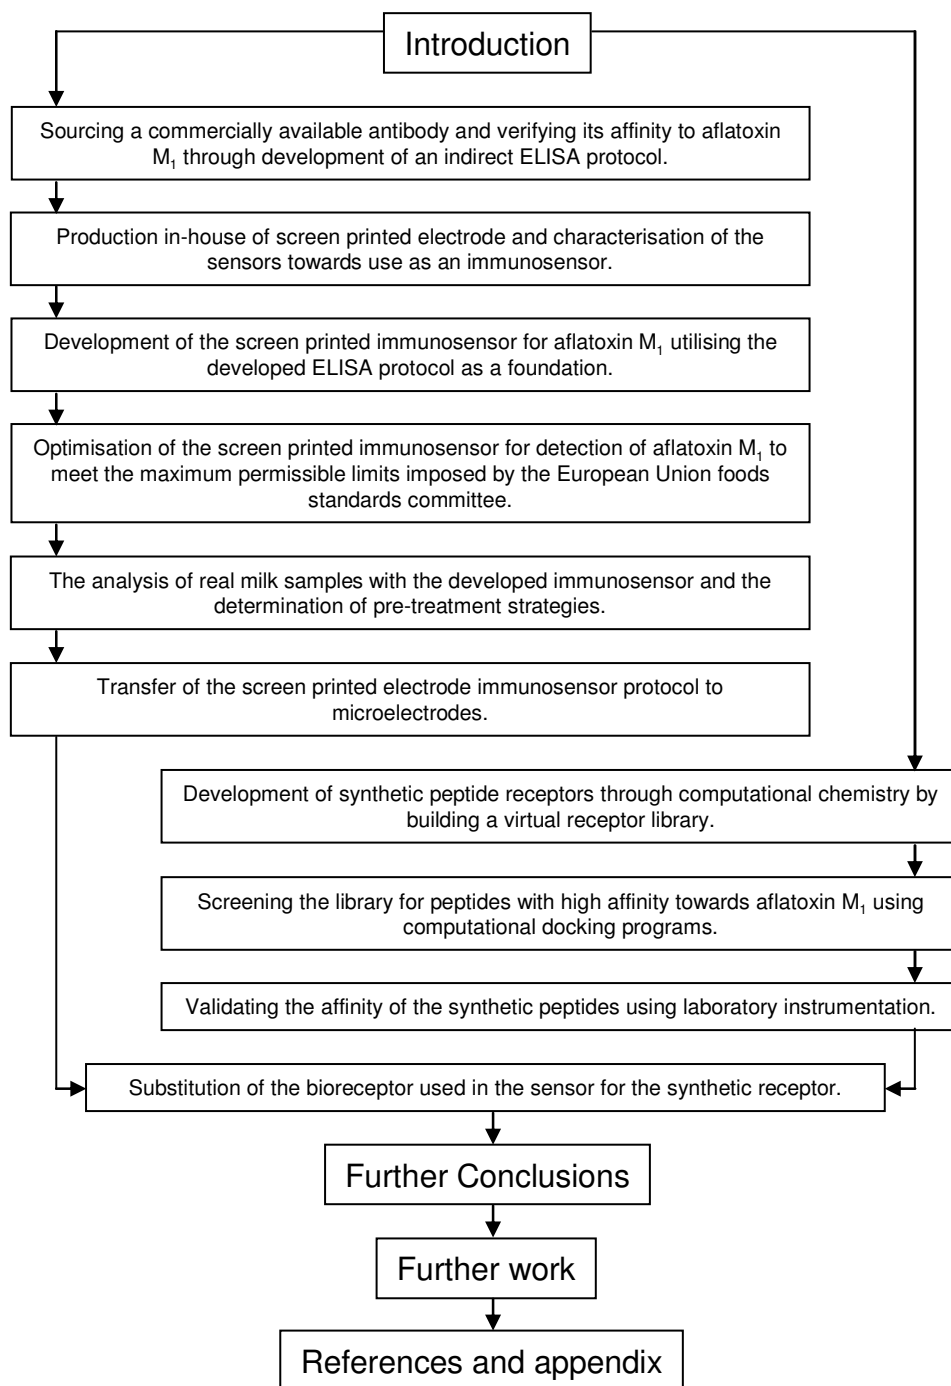 Introduction
Sourcing a commercially available antibody and verifying its affinity to aflatoxin
M₁ through development of an indirect ELISA protocol.
Production in-house of screen printed electrode and characterisation of the
sensors towards use as an immunosensor.
Development of the screen printed immunosensor for aflatoxin M₁ utilising the
developed ELISA protocol as a foundation.
Optimisation of the screen printed immunosensor for detection of aflatoxin M₁ to
meet the maximum permissible limits imposed by the European Union foods
standards committee.
The analysis of real milk samples with the developed immunosensor and the
determination of pre-treatment strategies.
Transfer of the screen printed electrode immunosensor protocol to
microelectrodes.
Development of synthetic peptide receptors through computational chemistry by
building a virtual receptor library.
Screening the library for peptides with high affinity towards aflatoxin M₁ using
computational docking programs.
Validating the affinity of the synthetic peptides using laboratory instrumentation.
Substitution of the bioreceptor used in the sensor for the synthetic receptor.
Further Conclusions
Further work
References and appendix